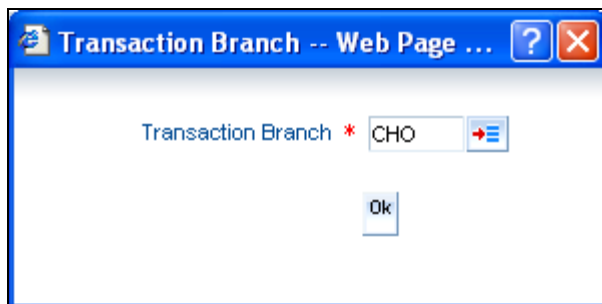 Transaction Branch -- Web Page ...
Transaction Branch * CHO
Ok